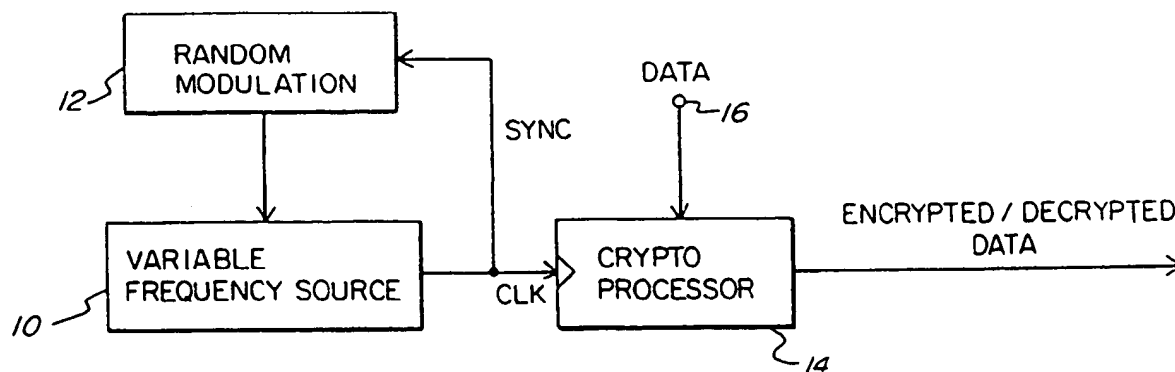 RANDOM
MODULATION
12
SYNC
DATA
16
VARIABLE
FREQUENCY SOURCE
10
CLK
CRYPTO
PROCESSOR
14
ENCRYPTED / DECRYPTED
DATA